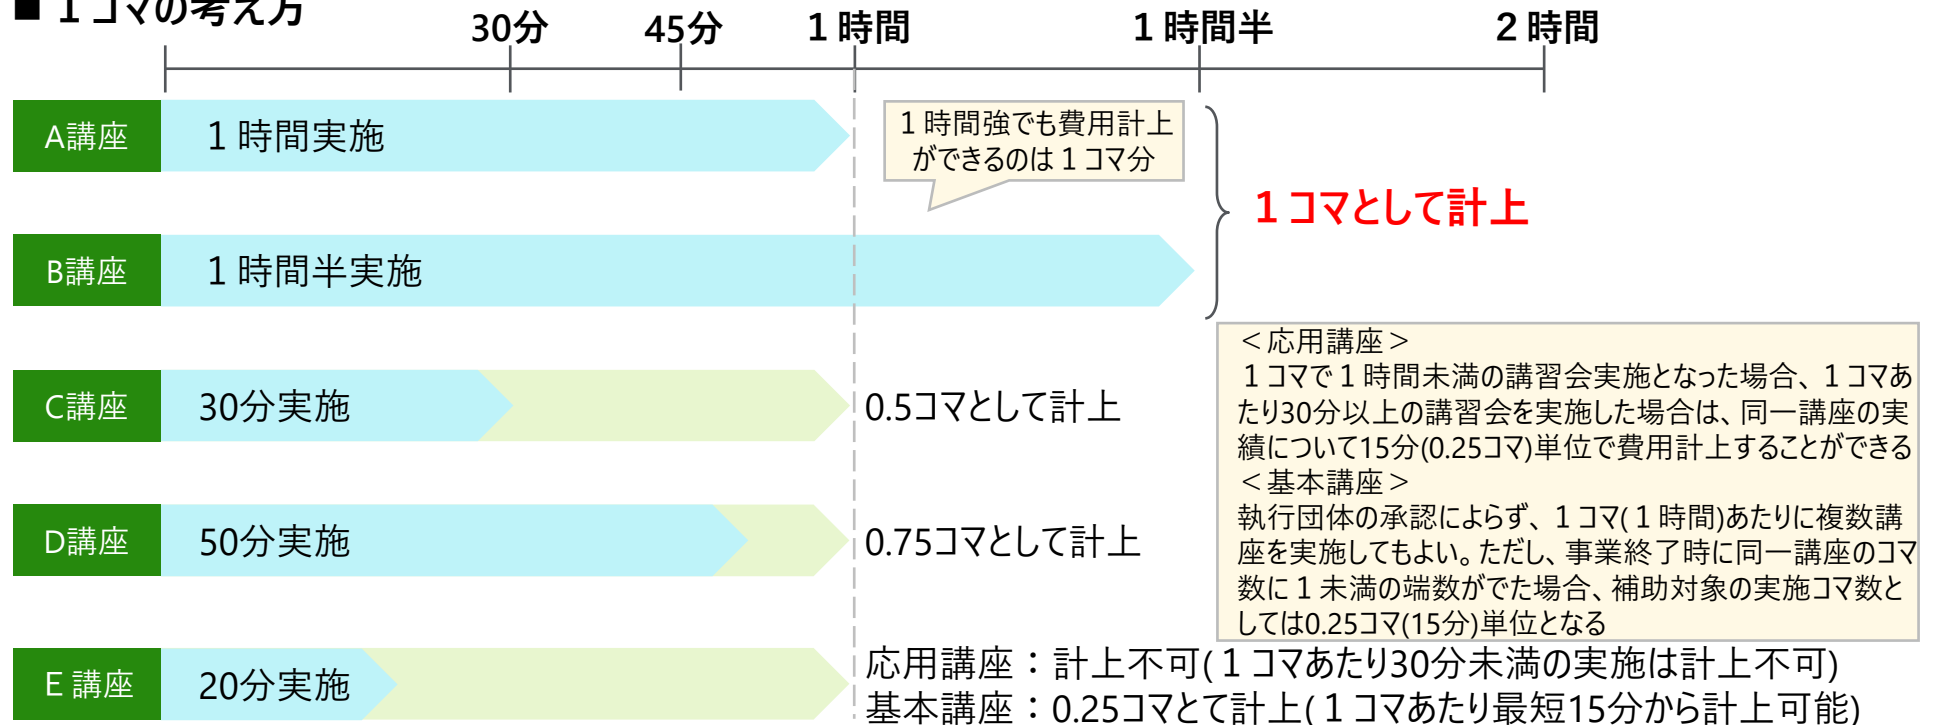 ■ １コマの考え方
30分
45分
１時間
１時間半
２時間
A講座
１時間実施
１時間強でも費用計上
ができるのは１コマ分
１コマとして計上
B講座
１時間半実施
C講座
30分実施
0.5コマとして計上
＜応用講座＞
１コマで１時間未満の講習会実施となった場合、１コマあ
たり30分以上の講習会を実施した場合は、同一講座の実
績について15分(0.25コマ)単位で費用計上することができる
＜基本講座＞
執行団体の承認によらず、１コマ(１時間)あたりに複数講
座を実施してもよい。ただし、事業終了時に同一講座のコマ
数に１未満の端数がでた場合、補助対象の実施コマ数と
しては0.25コマ(15分)単位となる
D講座
50分実施
0.75コマとして計上
E 講座
20分実施
応用講座：計上不可(１コマあたり30分未満の実施は計上不可)
基本講座：0.25コマとて計上(１コマあたり最短15分から計上可能)